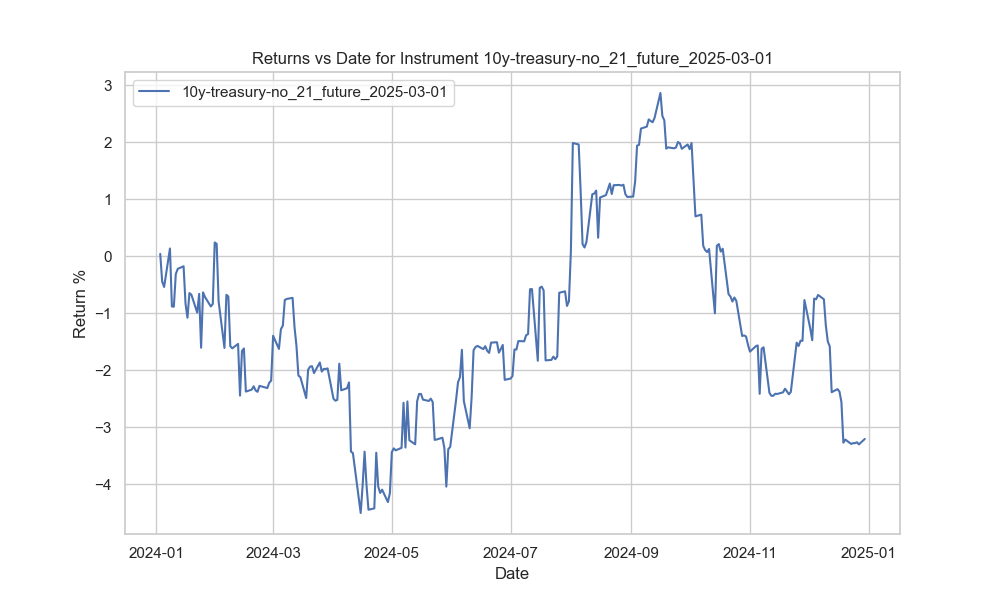 Returns vs Date for Instrument 10y-treasury-no_21_future_2025-03-01
10y-treasury-no_21_future_2025-03-01
Return %
3
2
1
0
−1
−2
−3
−4
2024-01 2024-03 2024-05 2024-07 2024-09 2024-11 2025-01
Date